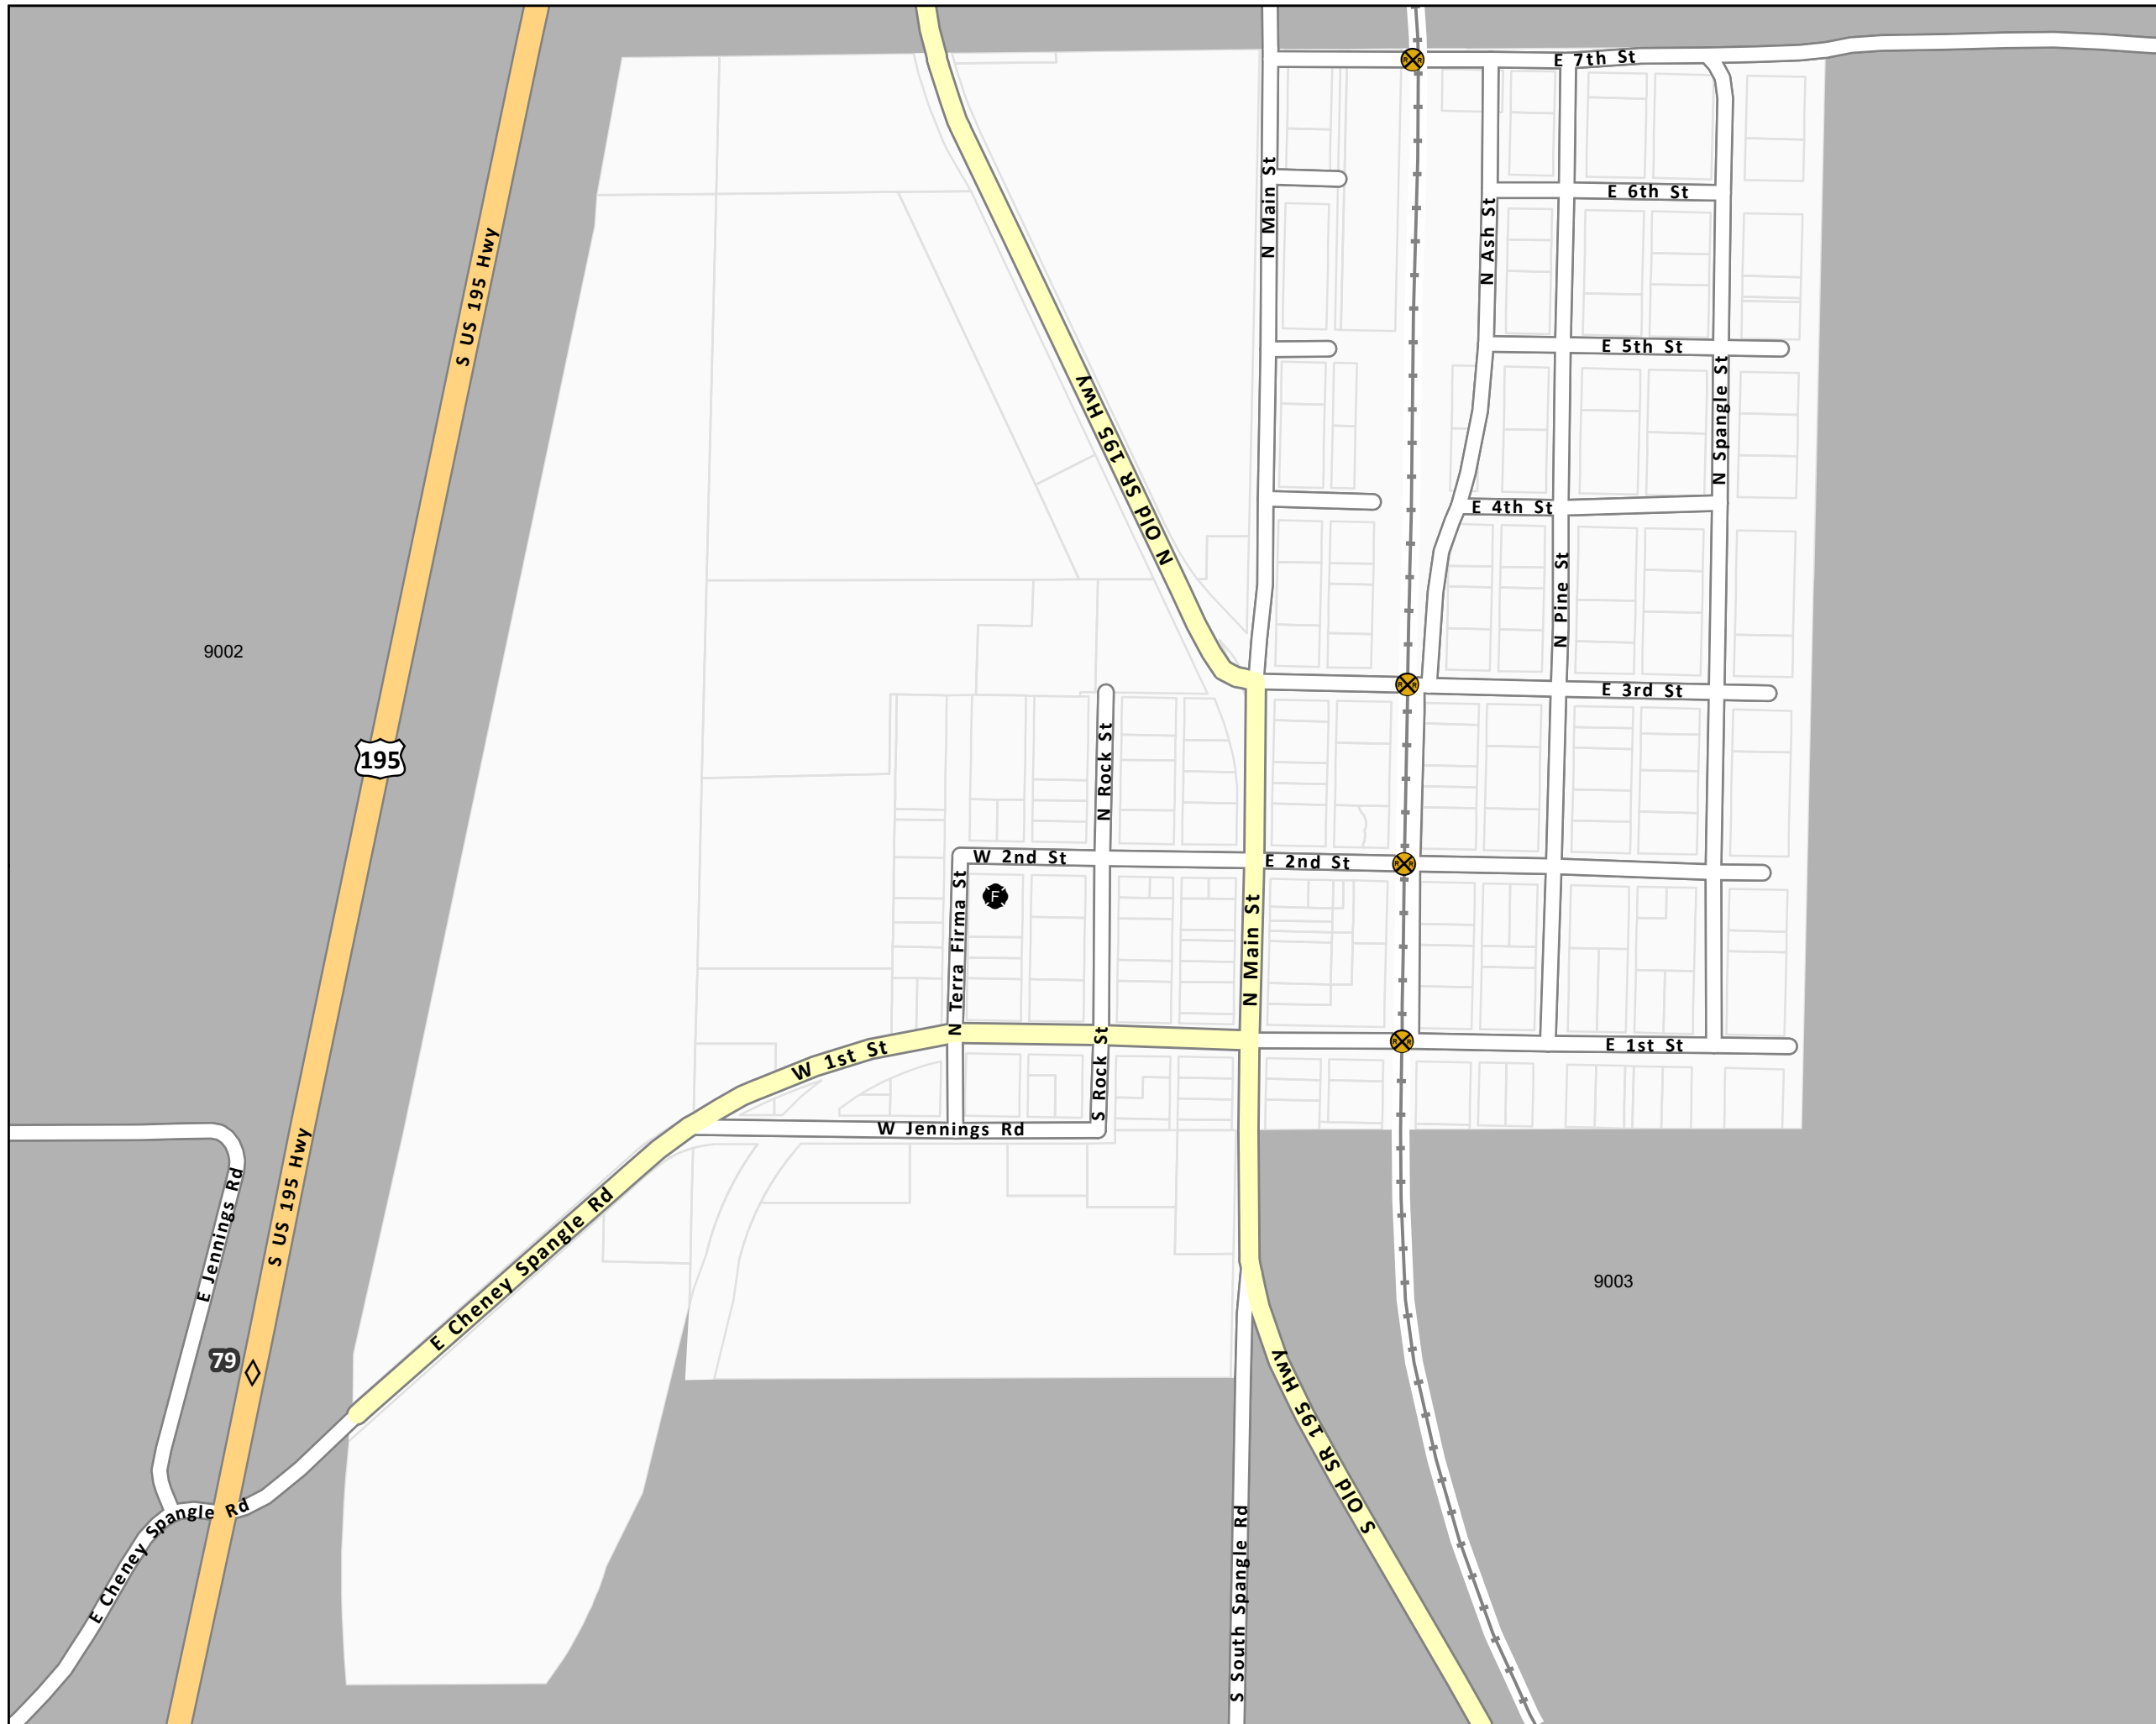 E 7th St
N Main St
E 6th St
N Ash St
S US 195 Hwy
E 5th St
N Spangle St
N Old SR 195 Hwy
E 4th St
N Pine St
9002
E 3rd St
195
N Rock St
W 2nd St
E 2nd St
F
N Terra Firma St
N Main St
E 1st St
W 1st St
S Rock St
W Jennings Rd
S US 195 Hwy
E Jennings Rd
E Cheney Spangle Rd
9003
79
S Old SR 195 Hwy
E Cheney Spangle Rd
S South Spangle Rd
R R
R R
R R
R R